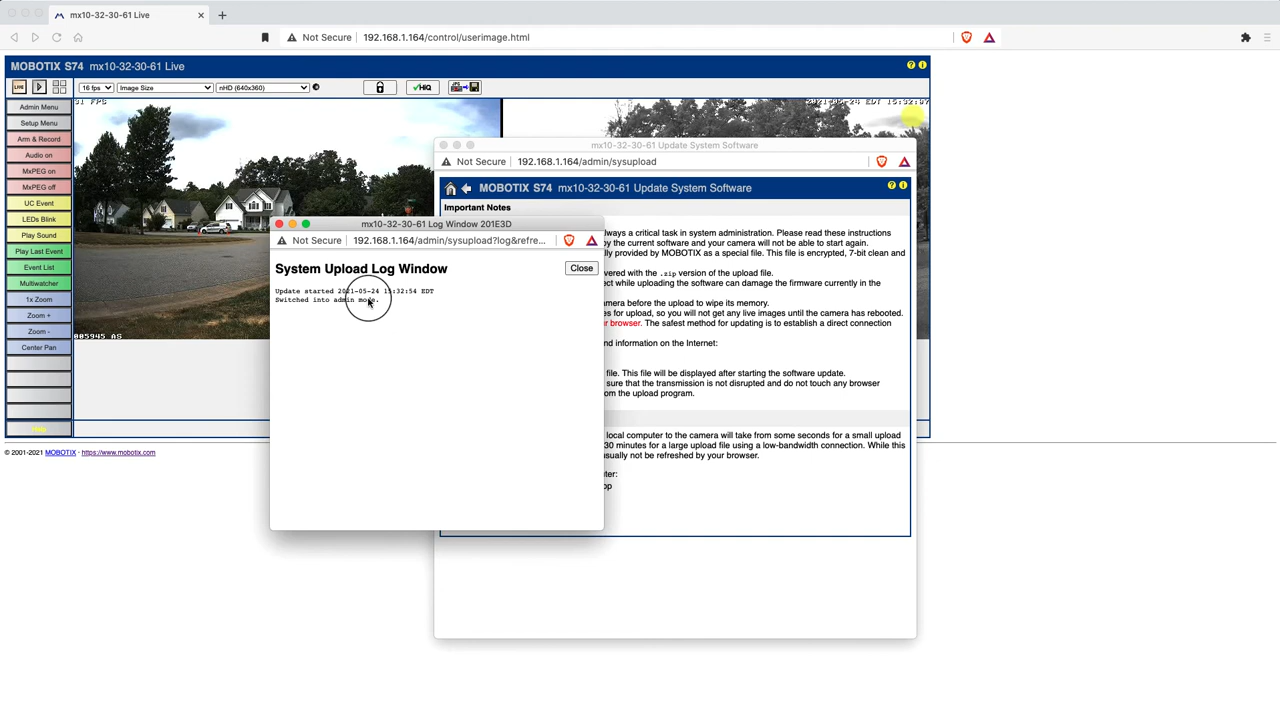 mx10-32-30-61 Live
Not Secure 192.168.1.164/control/userimage.html
MOBOTIX S74 mx10-32-30-61 Live
LIVE
16 fps Image Size nHD (640x360) HIQ
Admin Menu
Setup Menu
Arm & Record
Audio on
MxPEG on
MxPEG off
UC Event
LEDs Blink
Play Sound
Play Last Event
Event List
Multiwatcher
1x Zoom
Zoom +
Zoom -
Center Pan
31 FPS
005945 AS
© 2001-2021 MOBOTIX · https://www.mobotix.com
mx10-32-30-61 Update System Software
Not Secure 192.168.1.164/admin/sysupload
MOBOTIX S74 mx10-32-30-61 Update System Software
Important Notes
lways a critical task in system administration. Please read these instructions
by the current software and your camera will not be able to start again.
lly provided by MOBOTIX as a special file. This file is encrypted, 7-bit clean and
vered with the .zip version of the upload file.
ect while uploading the software can damage the firmware currently in the
mera before the upload to wipe its memory.
es for upload, so you will not get any live images until the camera has rebooted.
r browser. The safest method for updating is to establish a direct connection
nd information on the Internet:
file. This file will be displayed after starting the software update.
sure that the transmission is not disrupted and do not touch any browser
om the upload program.
local computer to the camera will take from some seconds for a small upload
30 minutes for a large upload file using a low-bandwidth connection. While this
usually not be refreshed by your browser.
uter:
op
mx10-32-30-61 Log Window 201E3D
Not Secure 192.168.1.164/admin/sysupload?log&refre...
System Upload Log Window
Close
Update started 2021-05-24 15:32:54 EDT
Switched into admin mode.